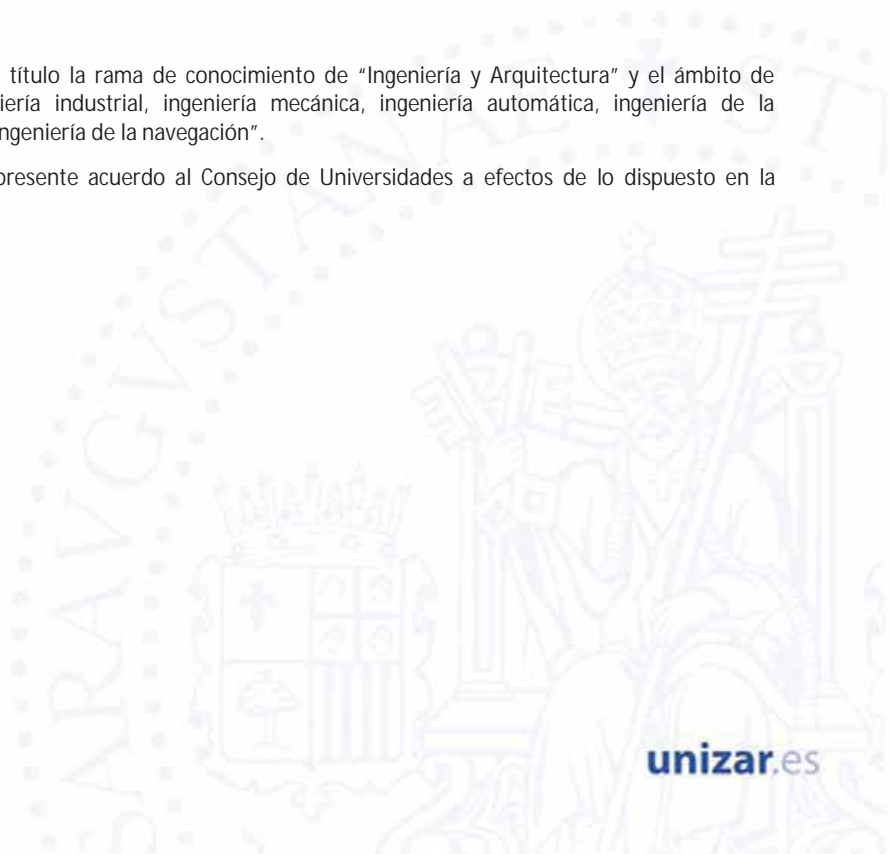 título la rama de conocimiento de “Ingeniería y Arquitectura” y el ámbito de
iería industrial, ingeniería mecánica, ingeniería automática, ingeniería de la
ngeniería de la navegación”.
presente acuerdo al Consejo de Universidades a efectos de lo dispuesto en la
SARAVGVSTANAE ST
unizar.es